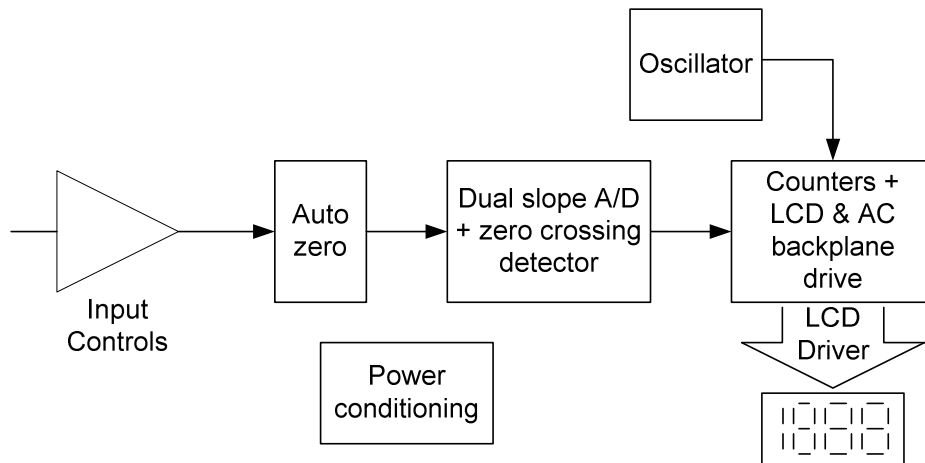 Oscillator
Auto
zero
Dual slope A/D
+ zero crossing
detector
Counters +
LCD & AC
backplane
drive
Input
Controls
LCD
Driver
Power
conditioning
1888